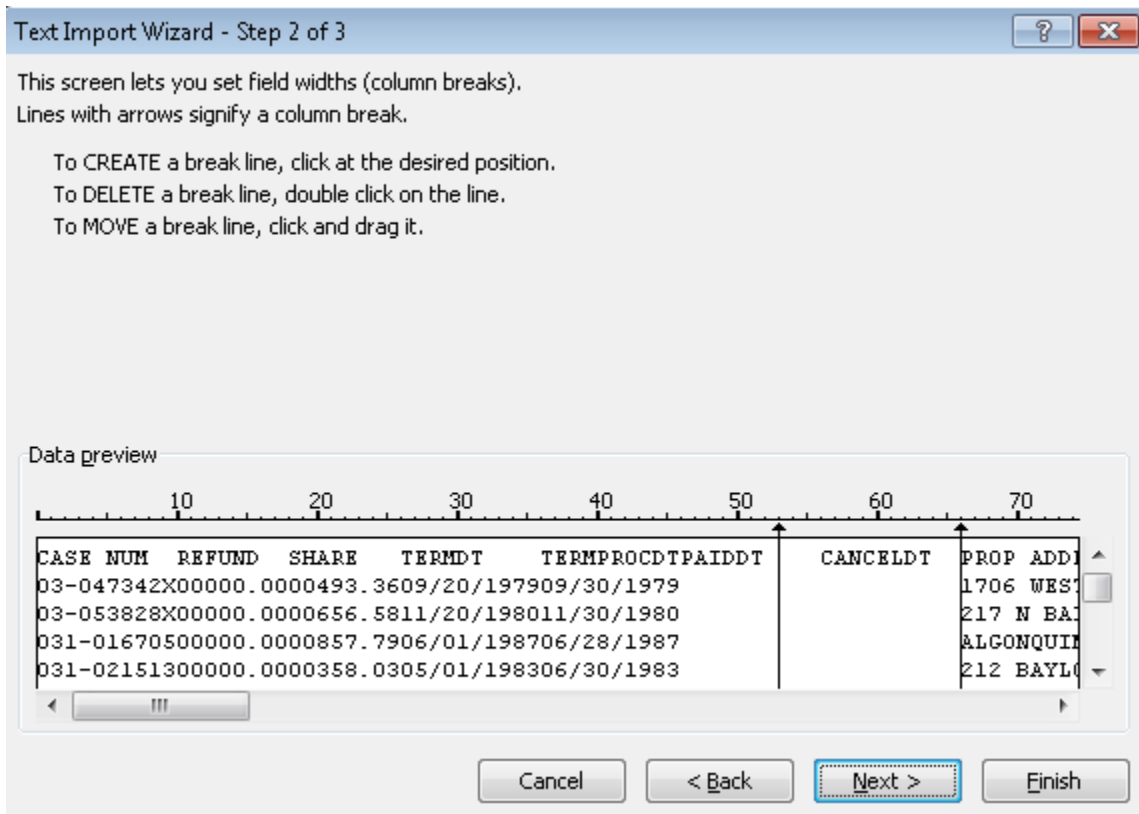 Text Import Wizard - Step 2 of 3
This screen lets you set field widths (column breaks).
Lines with arrows signify a column break.
To CREATE a break line, click at the desired position.
To DELETE a break line, double click on the line.
To MOVE a break line, click and drag it.
Data preview
10 20 30 40 50 60 70
CASE NUM REFUND SHARE TERMDT TERMPROCDTPAIDDT CANCELDT PROP ADD
03-047342X00000.0000493.3609/20/197909/30/1979 1706 WEST
03-053828X00000.0000656.5811/20/198011/30/1980 217 N BA
031-01670500000.0000857.7906/01/198706/28/1987 ALGONQUI
031-02151300000.0000358.0305/01/198306/30/1983 212 BAYLO
Cancel < Back Next > Finish